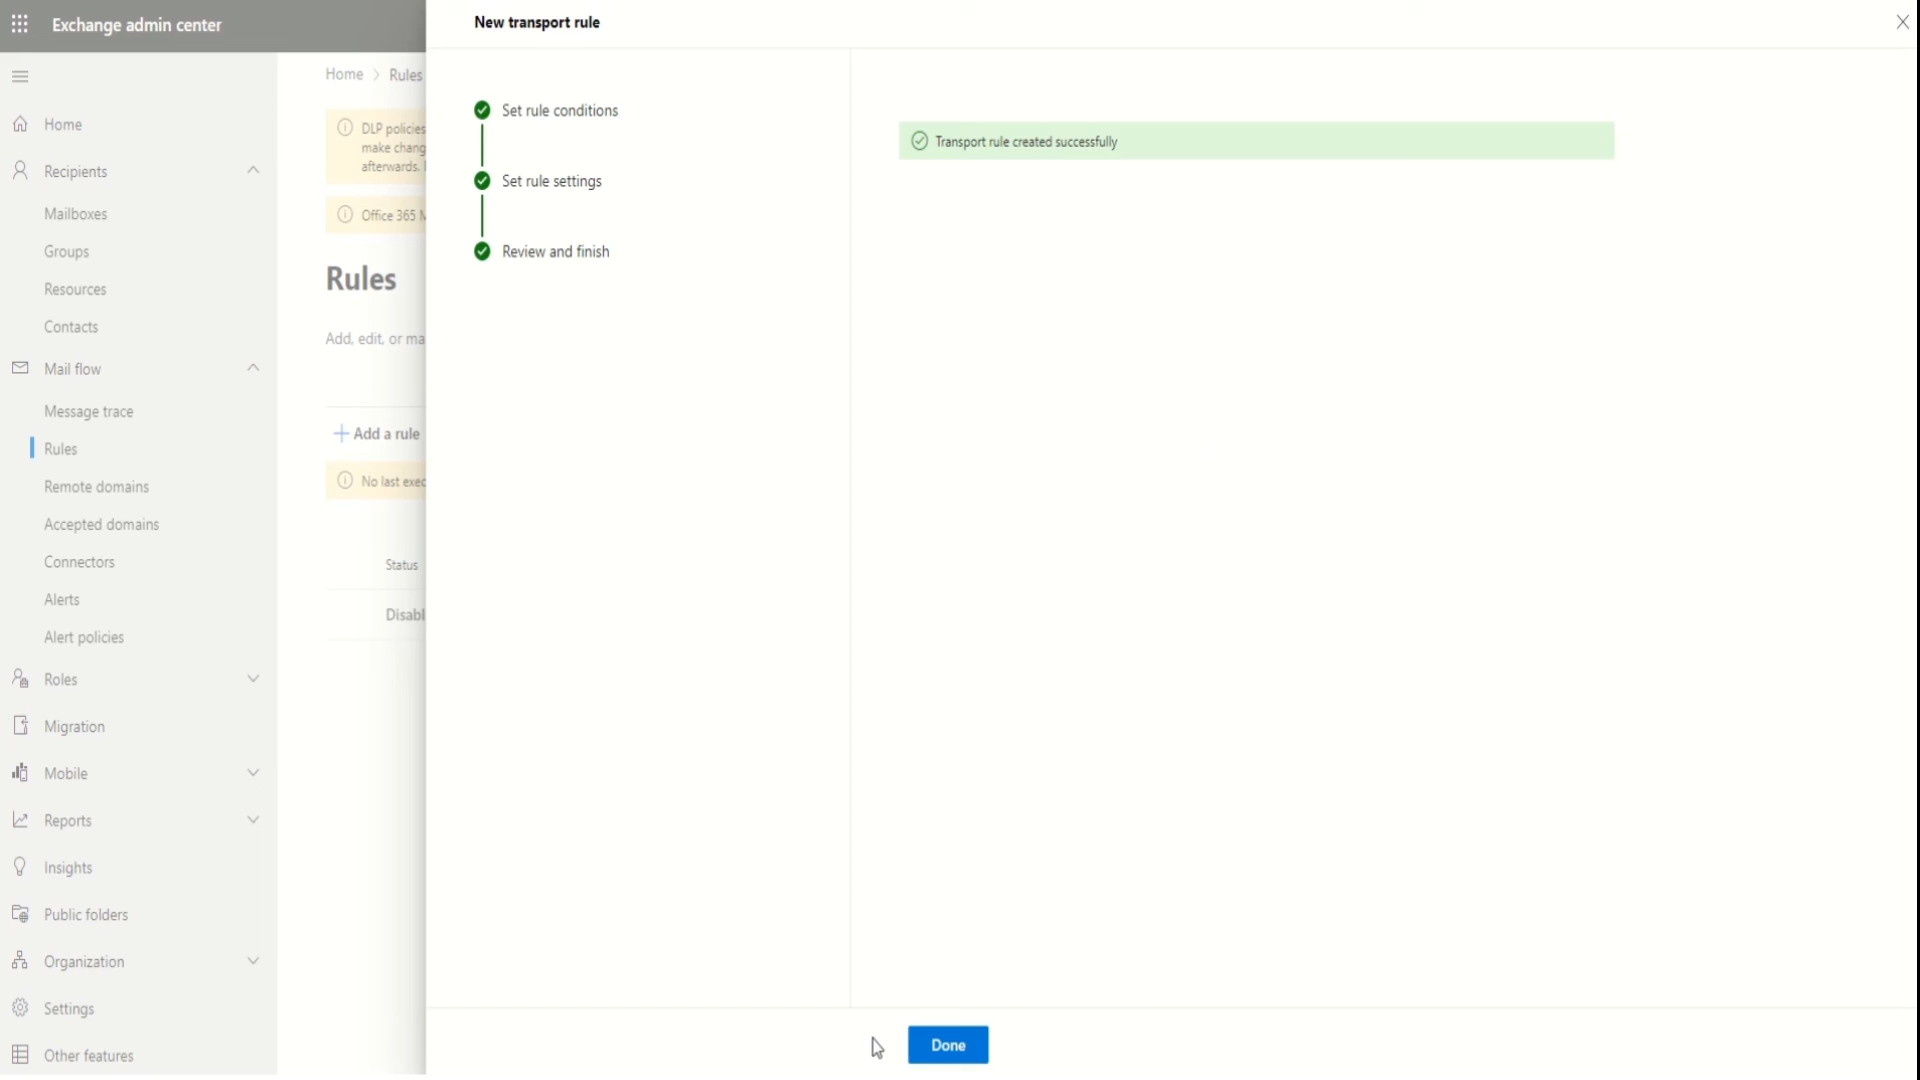 Exchange admin center
Home
Recipients
Mailboxes
Groups
Resources
Contacts
Mail flow
Message trace
Rules
Remote domains
Accepted domains
Connectors
Alerts
Alert policies
Roles
Migration
Mobile
Reports
Insights
Public folders
Organization
Settings
Other features
Home > Rules
DLP policies
make chang
afterwards.
Office 365 M
Rules
Add, edit, or ma
+ Add a rule
No last exec
Status
Disabl
New transport rule
Set rule conditions
Set rule settings
Review and finish
Transport rule created successfully
Done